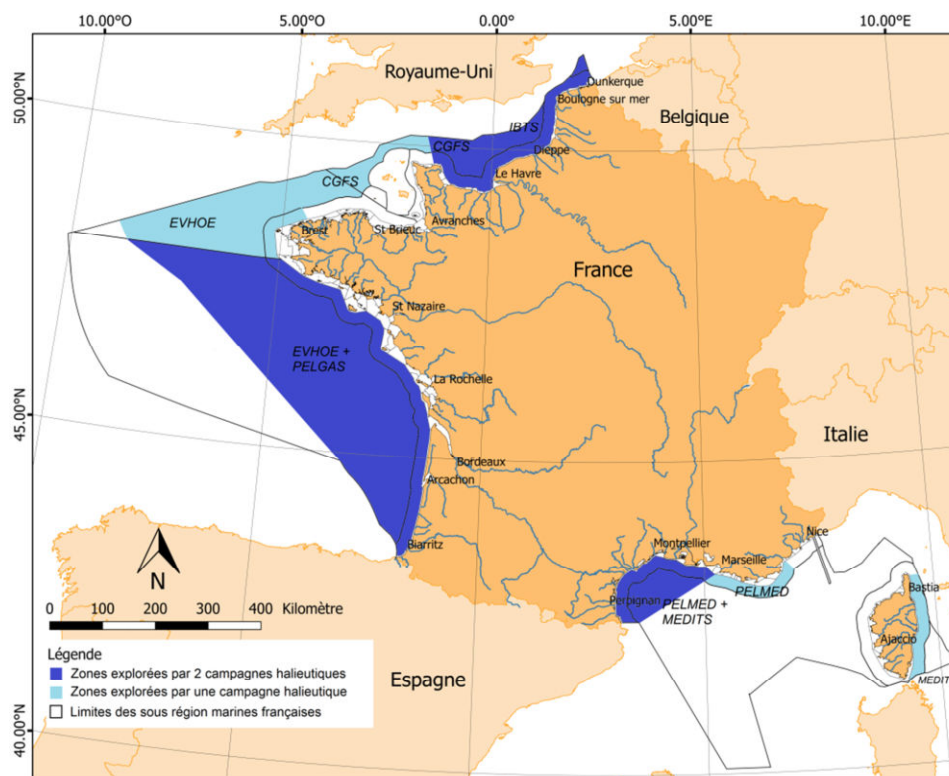 10.00°O 5.00°O 0.00°O 5.00°O 10.00°O
50.00°N
45.00°N
40.00°N
Royaume-Uni
Dunkerque
Boulogne sur mer
Belgique
IBTS
CGFS
Dieppe
Le Havre
CGFS
EVHOE
Brest
St Brieuc
Avranches
France
St Nazaire
EVHOE +
PELGAS
La Rochelle
Italie
Bordeaux
Arcachon
Biarritz
Montpellier
Marseille
Nice
Perpignan
PELMED
PELMED +
MEDITS
Bastia
Ajaccio
MEDIT
Espagne
N
0 100 200 300 400 Kilomètre
Légende
Zones explorées par 2 campagnes halieutiques
Zones explorées par une campagne halieutique
Limites des sous région marines françaises